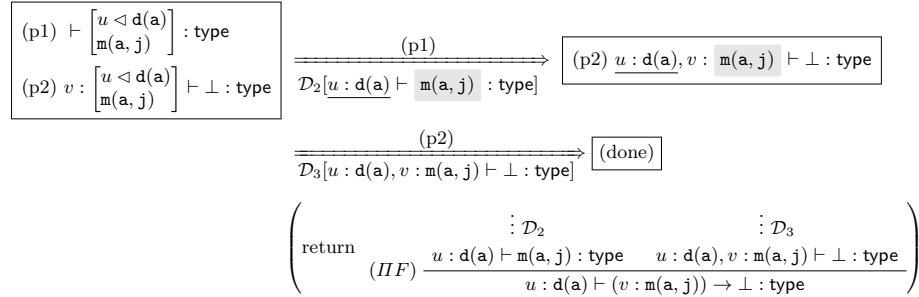 (p1) ⊢ [u ◁ d(a) m(a, j)] : type
(p2) v : [u ◁ d(a) m(a, j)] ⊢ ⊥ : type
(p1)
𝒟₂[u : d(a) ⊢ m(a, j) : type]
(p2) u : d(a), v : m(a, j) ⊢ ⊥ : type
(p2)
𝒟₃[u : d(a), v : m(a, j) ⊢ ⊥ : type]
(done)
⋮ 𝒟₂ ⋮ 𝒟₃
return (ΠF) u : d(a) ⊢ m(a, j) : type u : d(a), v : m(a, j) ⊢ ⊥ : type
u : d(a) ⊢ (v : m(a, j)) → ⊥ : type